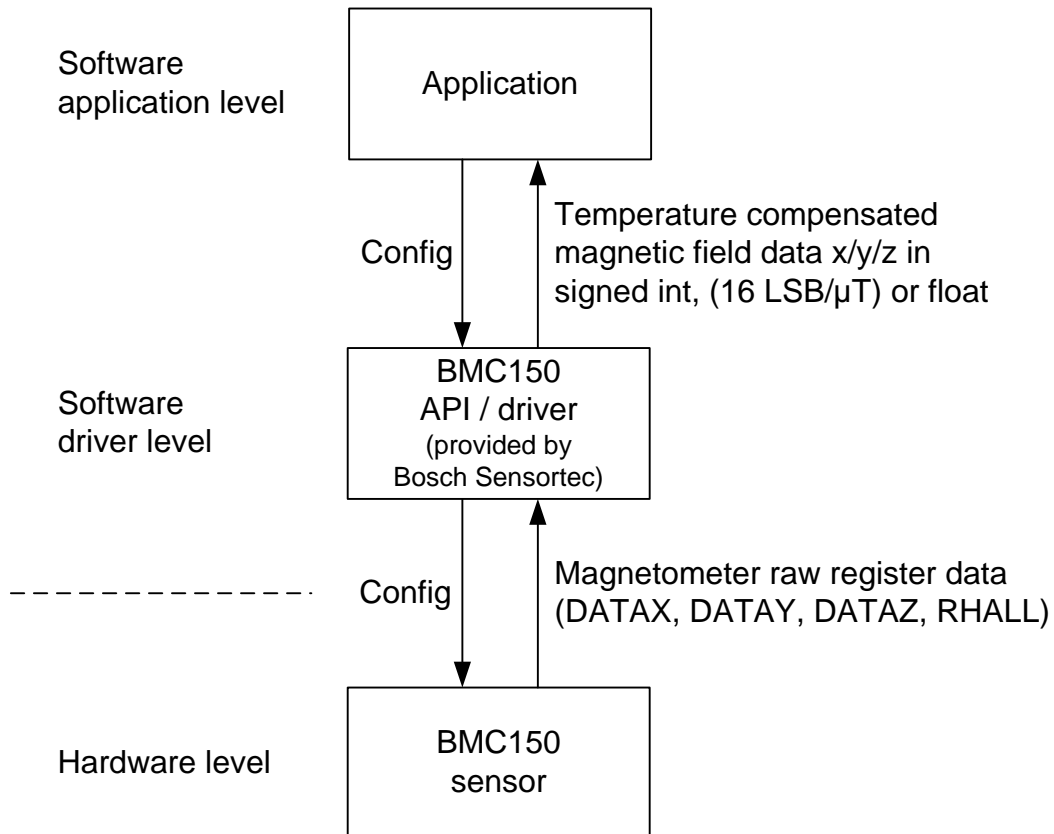 Software
application level
Application
Config
Temperature compensated
magnetic field data x/y/z in
signed int, (16 LSB/µT) or float
Software
driver level
BMC150
API / driver
(provided by
Bosch Sensortec)
Config
Magnetometer raw register data
(DATAX, DATAY, DATAZ, RHALL)
Hardware level
BMC150
sensor